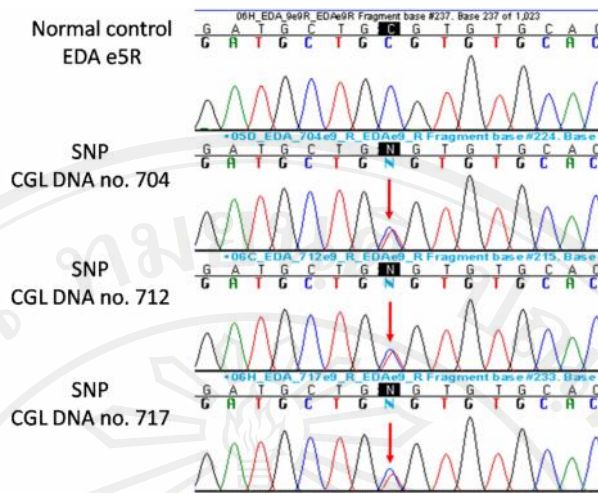 06H_EDA_9e9R_EDAe9R Fragment base #237. Base 237 of 1,023
Normal control
EDA e5R
G A T G C T G C G T G T G C A C
G A T G C T G C G T G T G C A C
SNP
CGL DNA no. 704
•05D_EDA_704e9_R_EDAe9_R Fragment base #224. Base
G A T G C T G N G T G T G C A C
G A T G C T G N G T G T G C A C
SNP
CGL DNA no. 712
•06C_EDA_712e9_R_EDAe9_R Fragment base #215. Base
G A T G C T G N G T G T G C A C
G A T G C T G N G T G T G C A C
SNP
CGL DNA no. 717
•06H_EDA_717e9_R_EDAe9_R Fragment base #233. Base
G A T G C T G N G T G T G C A C
G A T G C T G N G T G T G C A C